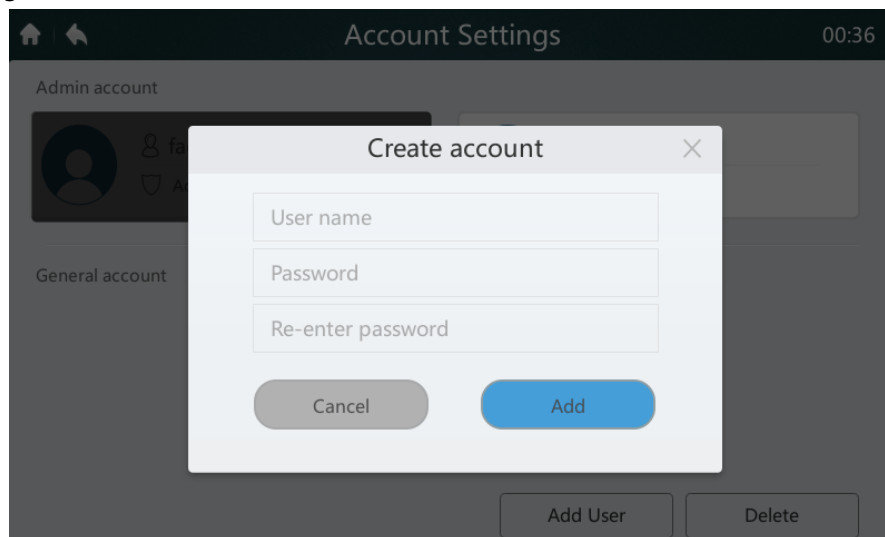 Account Settings 00:36
Admin account
fa
Create account
User name
Password
General account
Re-enter password
Cancel Add
Add User Delete